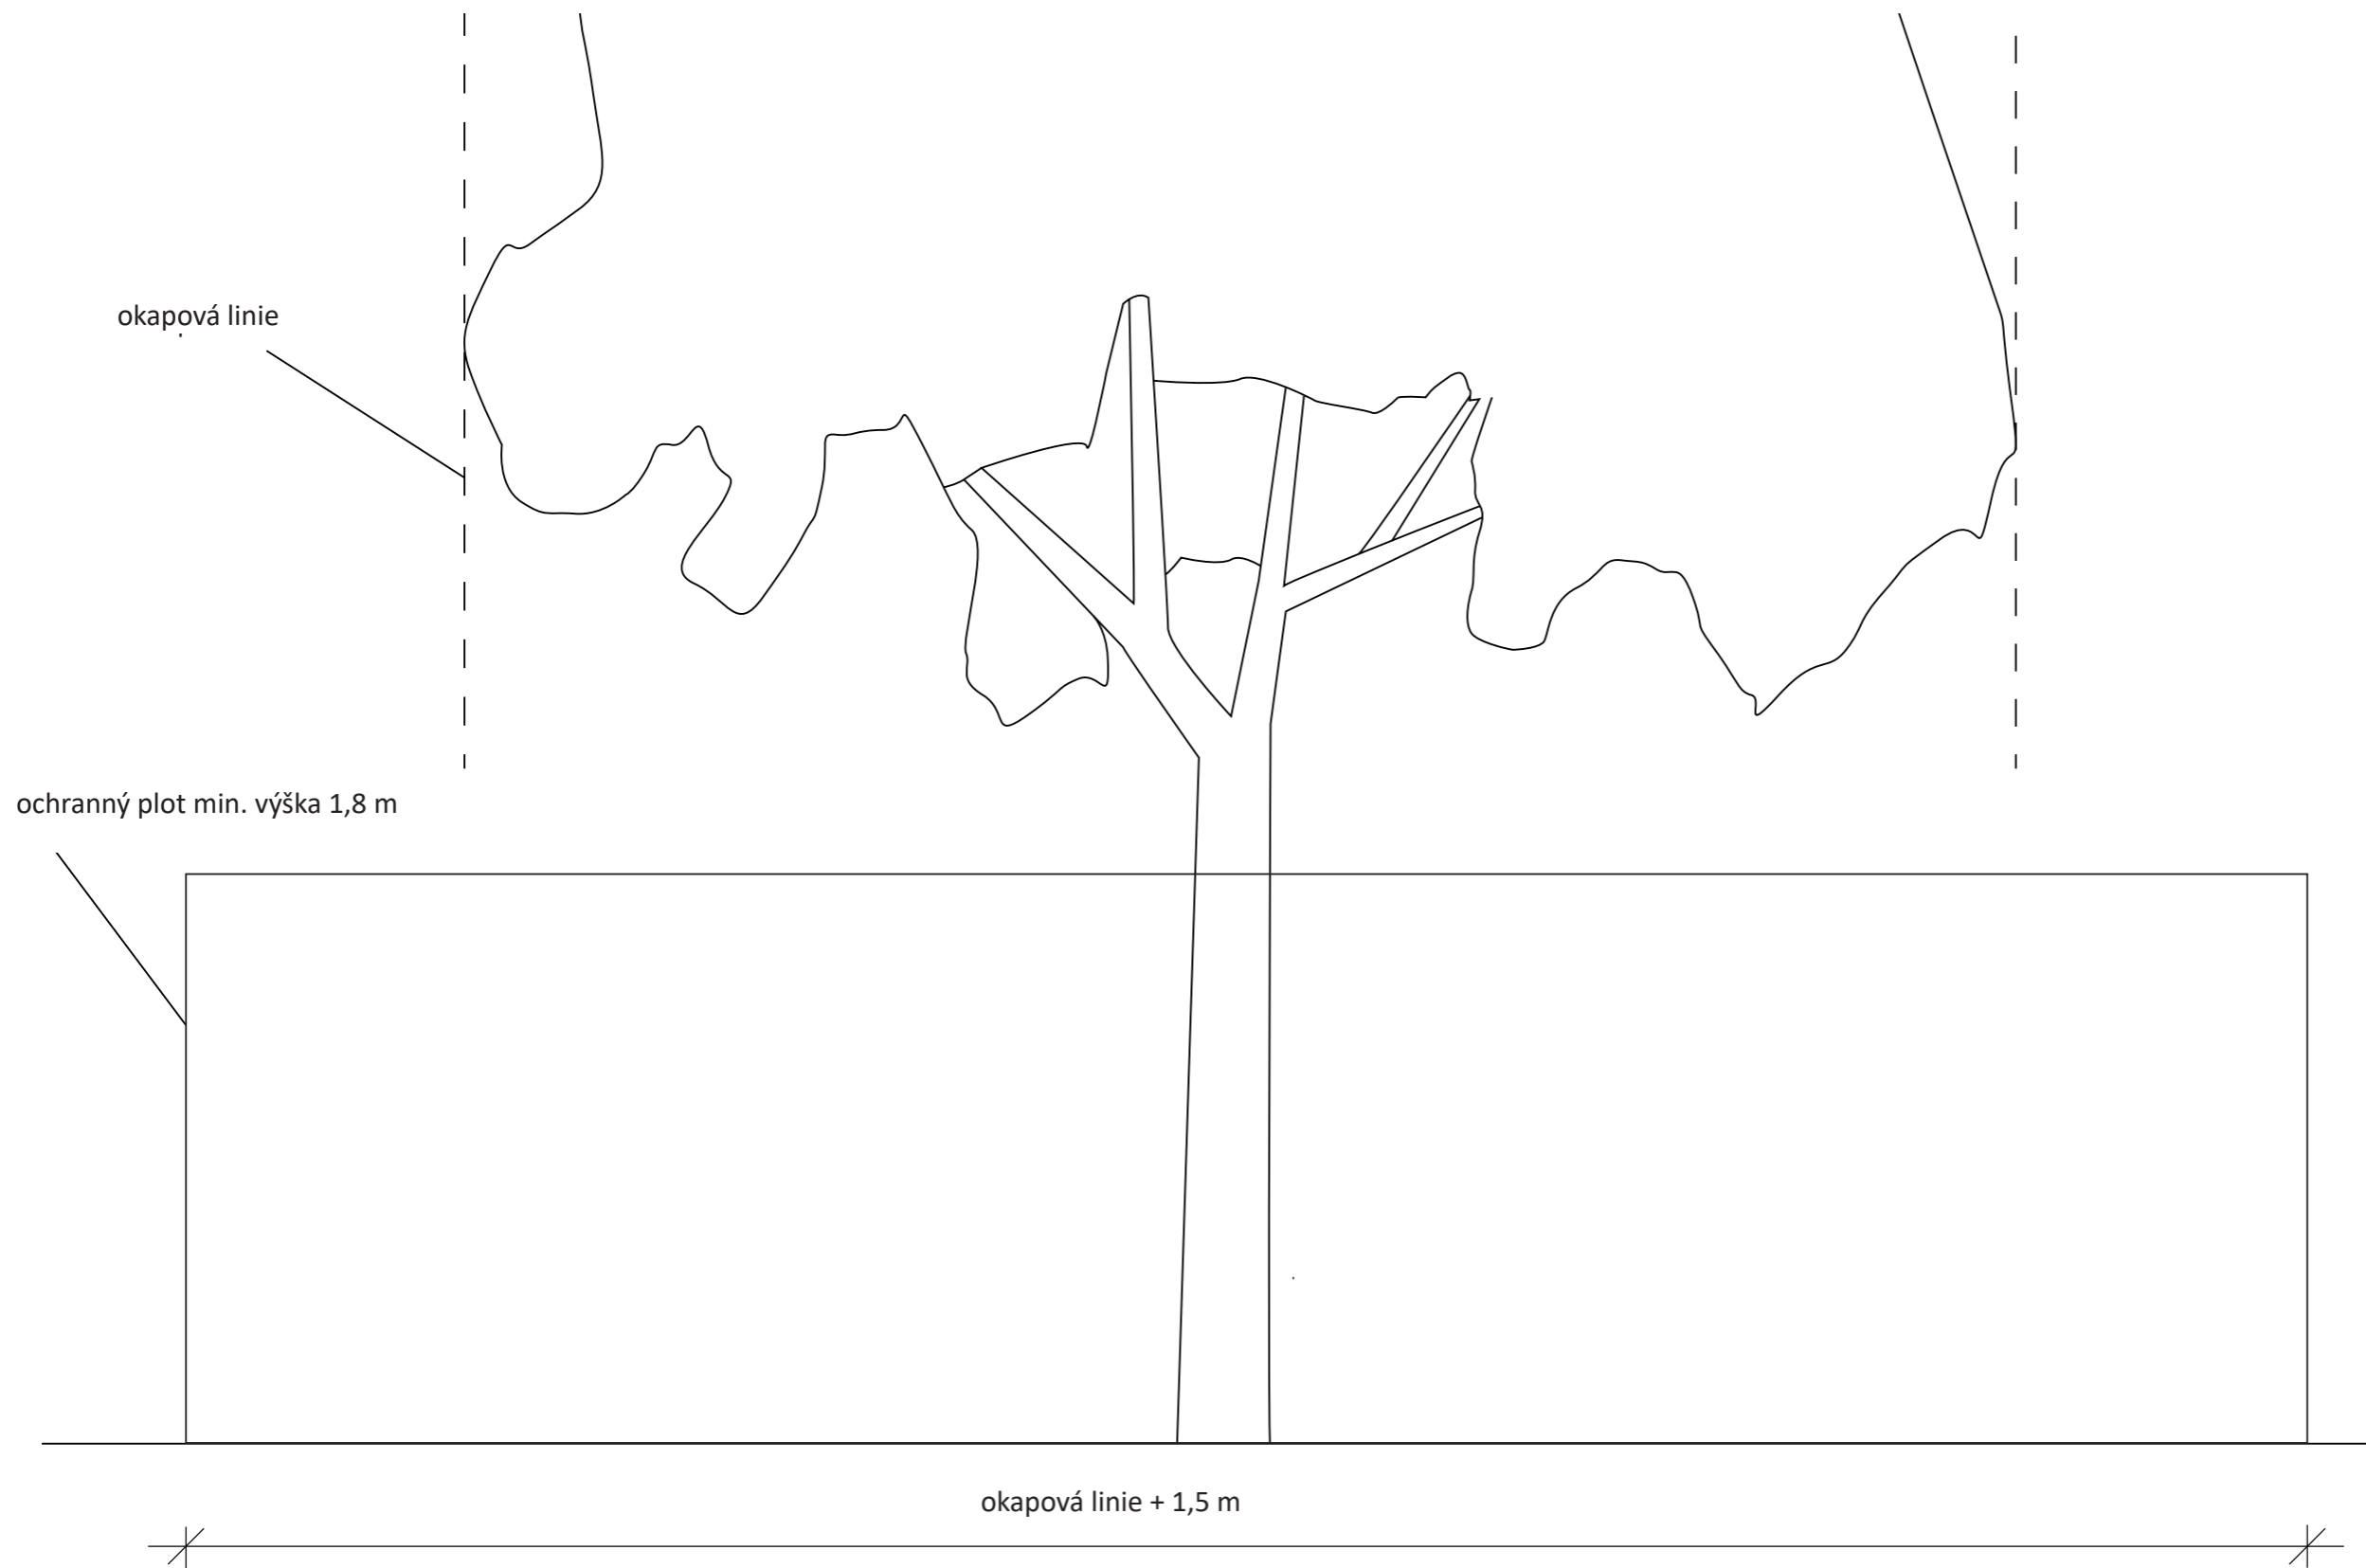 okapová linie
ochranný plot min. výška 1,8 m
okapová linie + 1,5 m